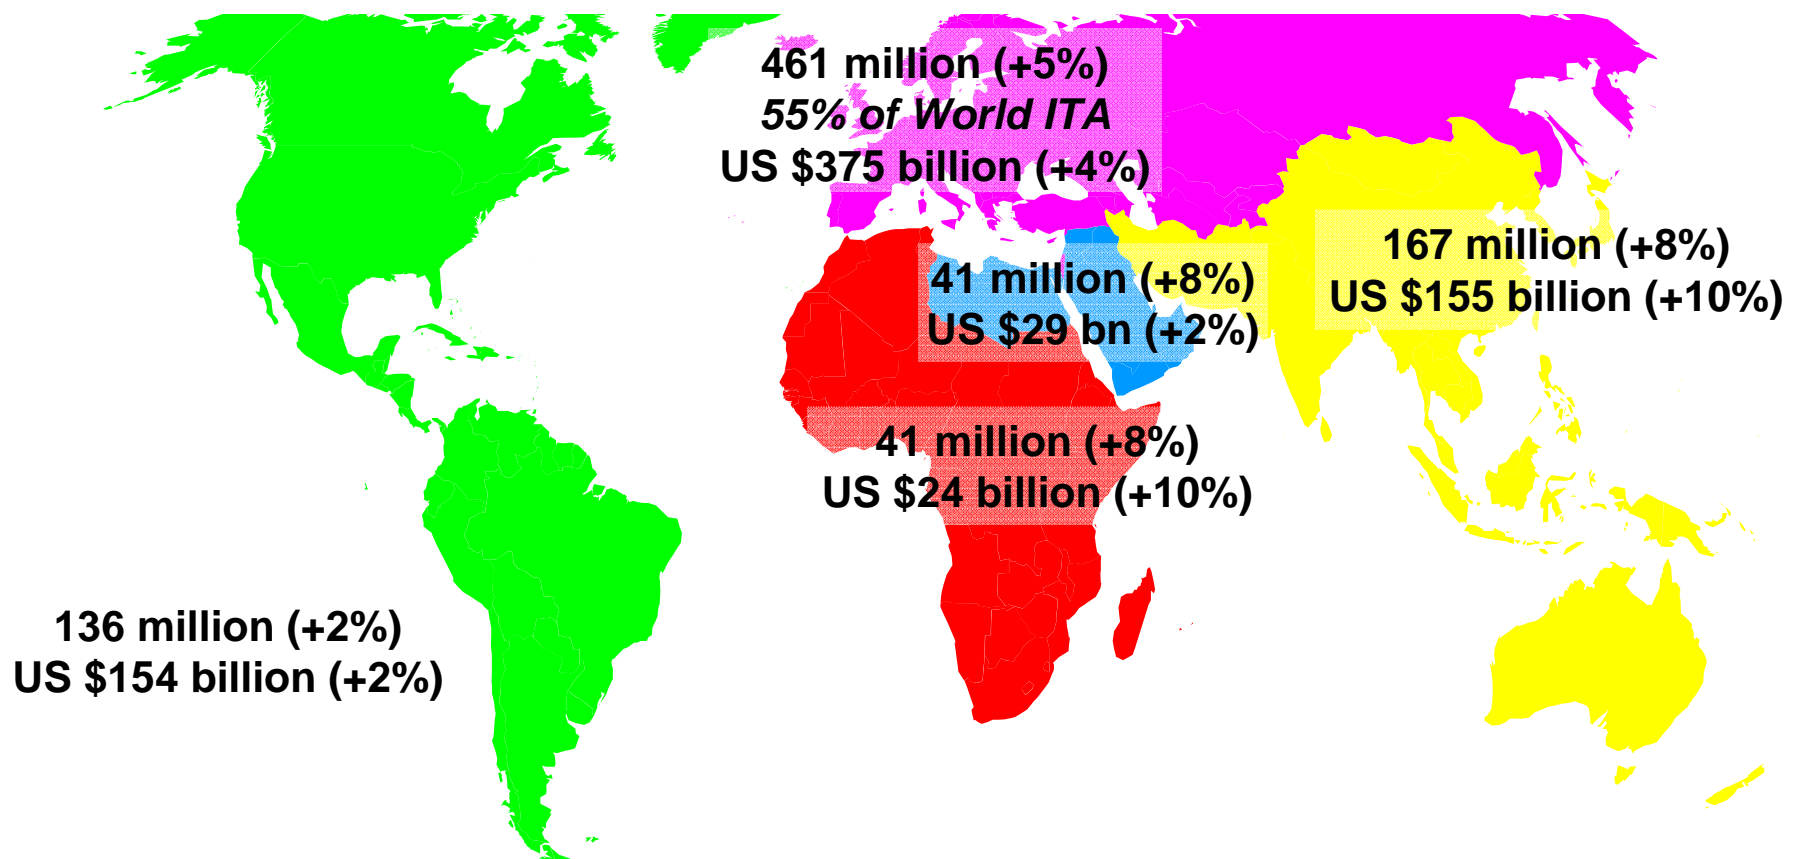 461 million (+5%)
55% of World ITA
US $375 billion (+4%)
167 million (+8%)
US $155 billion (+10%)
41 million (+8%)
US $29 bn (+2%)
41 million (+8%)
US $24 billion (+10%)
136 million (+2%)
US $154 billion (+2%)